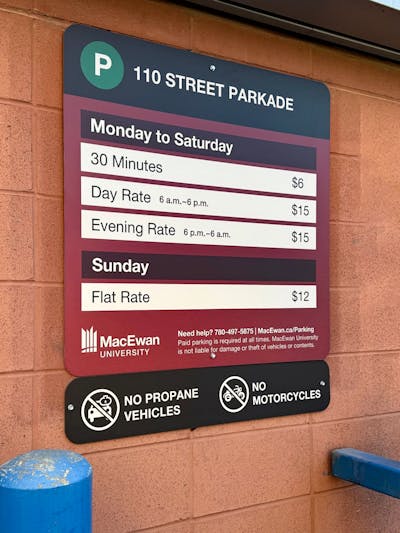 P
110 STREET PARKADE
Monday to Saturday
30 Minutes $6
Day Rate 6 a.m.–6 p.m. $15
Evening Rate 6 p.m.–6 a.m. $15
Sunday
Flat Rate $12
MacEwan
UNIVERSITY
Need help? 780-497-5875 | MacEwan.ca/Parking
Paid parking is required at all times. MacEwan University
is not liable for damage or theft of vehicles or contents.
NO PROPANE
VEHICLES
NO
MOTORCYCLES